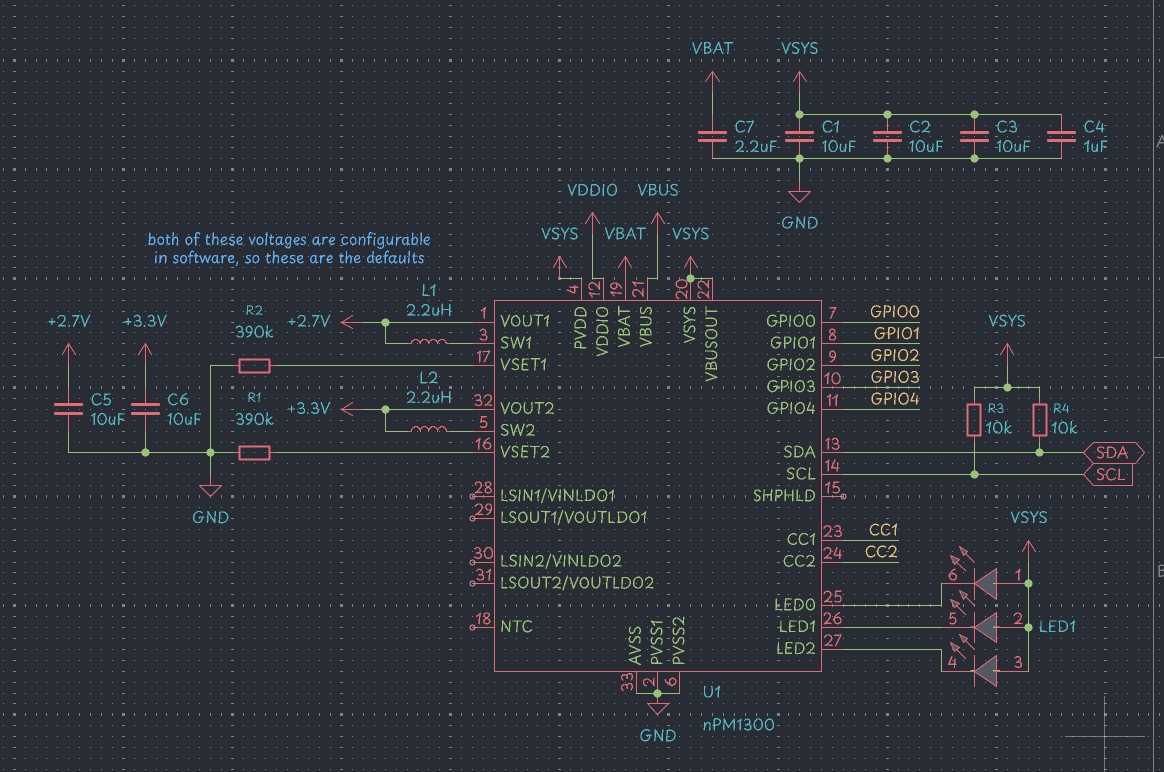 VBAT
VSYS
C7
2.2uF
C1
10uF
C2
10uF
C3
10uF
C4
1uF
A
GND
VDDIO
VBUS
VSYS
VBAT
VSYS
both of these voltages are configurable
in software, so these are the defaults
4
12
19
21
20
22
PVDD
VDDIO
VBAT
VBUS
VSYS
VBUSOUT
+2.7V
+3.3V
R2
390k
+2.7V
L1
2.2uH
1
VOUT1
3
SW1
17
VSET1
C5
10uF
C6
10uF
R1
390k
+3.3V
L2
2.2uH
32
VOUT2
5
SW2
16
VSET2
GND
28
LSIN1/VINLDO1
29
LSOUT1/VOUTLDO1
30
LSIN2/VINLDO2
31
LSOUT2/VOUTLDO2
18
NTC
GPIO0
7
GPIO0
GPIO1
8
GPIO1
GPIO2
9
GPIO2
GPIO3
10
GPIO3
GPIO4
11
GPIO4
VSYS
R3
10k
R4
10k
SDA
13
SDA
SCL
14
SCL
SHPHLD
15
CC1
23
CC1
CC2
24
CC2
VSYS
B
LED0
25
6
1
LED1
26
5
2
LED1
LED2
27
4
3
AVSS
PVSS1
PVSS2
33
2
6
U1
nPM1300
GND